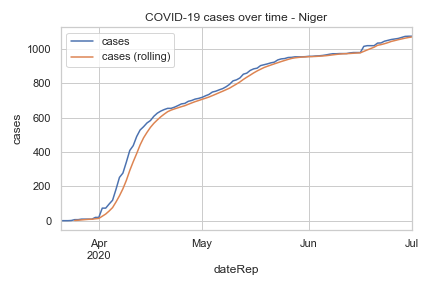 COVID-19 cases over time - Niger
cases
cases (rolling)
1000
800
600
400
200
0
cases
Apr
2020
May
Jun
Jul
dateRep